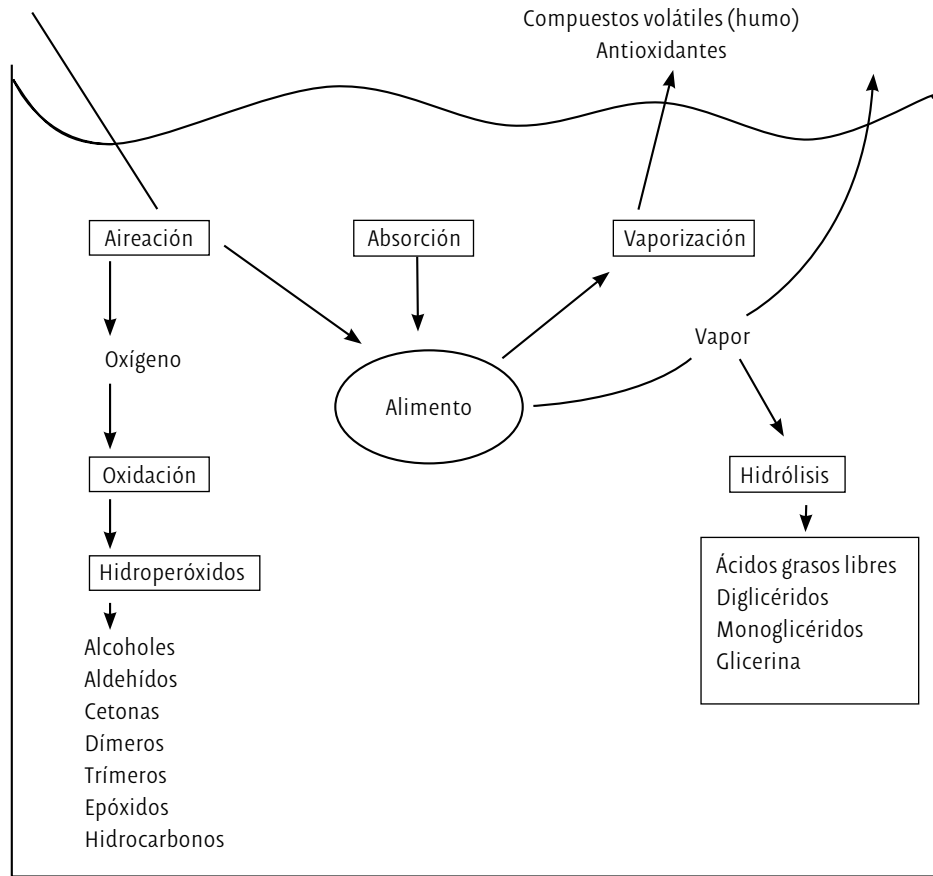 Compuestos volátiles (humo)
Antioxidantes
Aireación
Absorción
Vaporización
Oxígeno
Vapor
Alimento
Oxidación
Hidrólisis
Hidroperóxidos
Ácidos grasos libres
Diglicéridos
Monoglicéridos
Glicerina
Alcoholes
Aldehídos
Cetonas
Dímeros
Trímeros
Epóxidos
Hidrocarbonos